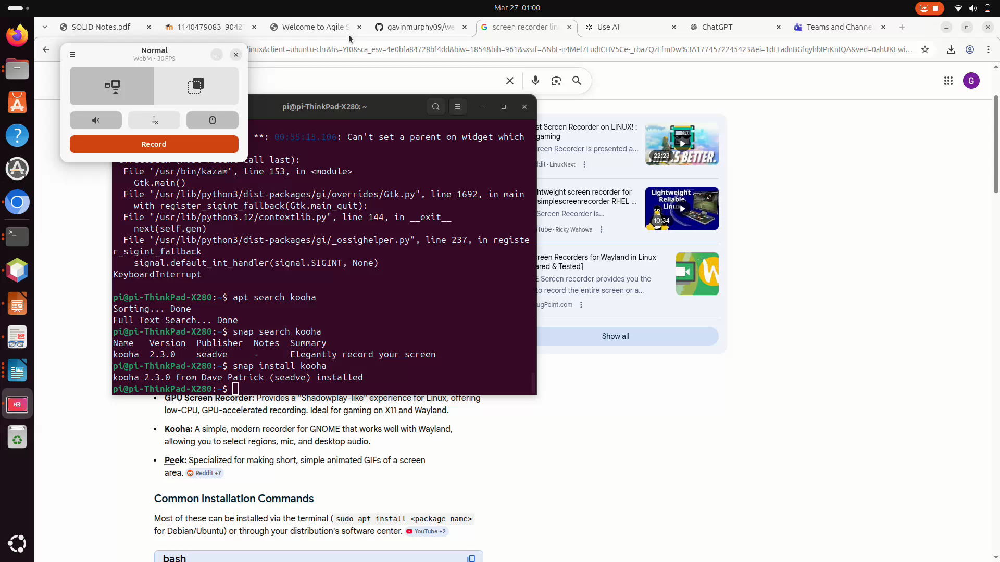 Mar 27 01:00
SOLID Notes.pdf
1140479083_9042
Welcome to Agile S
gavinmurphy09/we
screen recorder lin
Use AI
ChatGPT
Teams and Channe
linux&client=ubuntu-chr&hs=YI0&sca_esv=4e0bfa84728bf4dd&biw=1854&bih=961&sxsrf=ANbL-n4Mel7FudICHV5Ce-_rba7QzEfmDw%3A1774572245423&ei=1dLFadnBGfqyhbIPrKnIQA&ved=0ahUKEwi...
Normal
WebM • 30 FPS
Record
G
pi@pi-ThinkPad-X280: ~
**: 00:55:15.106: Can't set a parent on widget which
call last):
File "/usr/bin/kazam", line 153, in <module>
Gtk.main()
File "/usr/lib/python3/dist-packages/gi/overrides/Gtk.py", line 1692, in main
with register_sigint_fallback(Gtk.main_quit):
File "/usr/lib/python3.12/contextlib.py", line 144, in __exit__
next(self.gen)
File "/usr/lib/python3/dist-packages/gi/_ossighelper.py", line 237, in registe
r_sigint_fallback
signal.default_int_handler(signal.SIGINT, None)
KeyboardInterrupt
pi@pi-ThinkPad-X280:~$ apt search kooha
Sorting... Done
Full Text Search... Done
pi@pi-ThinkPad-X280:~$ snap search kooha
Name Version Publisher Notes Summary
kooha 2.3.0 seadve - Elegantly record your screen
pi@pi-ThinkPad-X280:~$ snap install kooha
kooha 2.3.0 from Dave Patrick (seadve) installed
pi@pi-ThinkPad-X280:~$
st Screen Recorder on LINUX! :
gaming
reen Recorder is presented a...
dit · LinuxNext
CPU
22:23
S BETTER.
htweight screen recorder for
simplescreenrecorder RHEL ...
Screen Recorder is...
Tube · Ricky Wahowa
Lightweight
Reliable.
Linux
10:34
reen Recorders for Wayland in Linux
ared & Tested]
E Screen recorder provides you the
to record the entire screen or a...
ugPoint.com
Show all
GPU Screen Recorder: Provides a "Shadowplay-like" experience for Linux, offering
low-CPU, GPU-accelerated recording. Ideal for gaming on X11 and Wayland.
Kooha: A simple, modern recorder for GNOME that works well with Wayland,
allowing you to select regions, mic, and desktop audio.
Peek: Specialized for making short, simple animated GIFs of a screen
area. Reddit +7
Common Installation Commands
Most of these can be installed via the terminal ( sudo apt install <package_name>
for Debian/Ubuntu) or through your distribution's software center. YouTube +2
bash